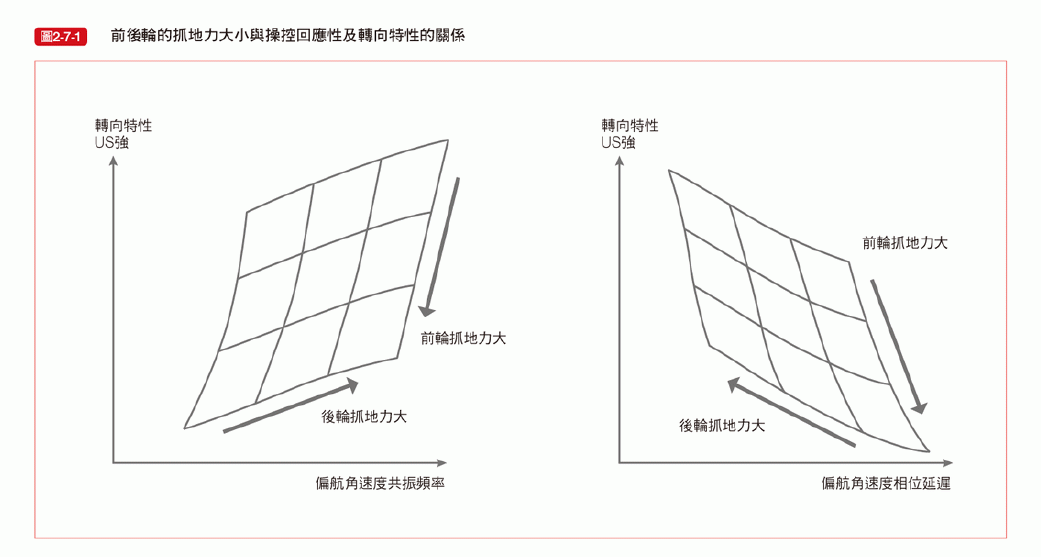 圖2-7-1
前後輪的抓地力大小與操控回應性及轉向特性的關係
轉向特性
US強
前輪抓地力大
後輪抓地力大
偏航角速度共振頻率
轉向特性
US強
前輪抓地力大
後輪抓地力大
偏航角速度相位延遲